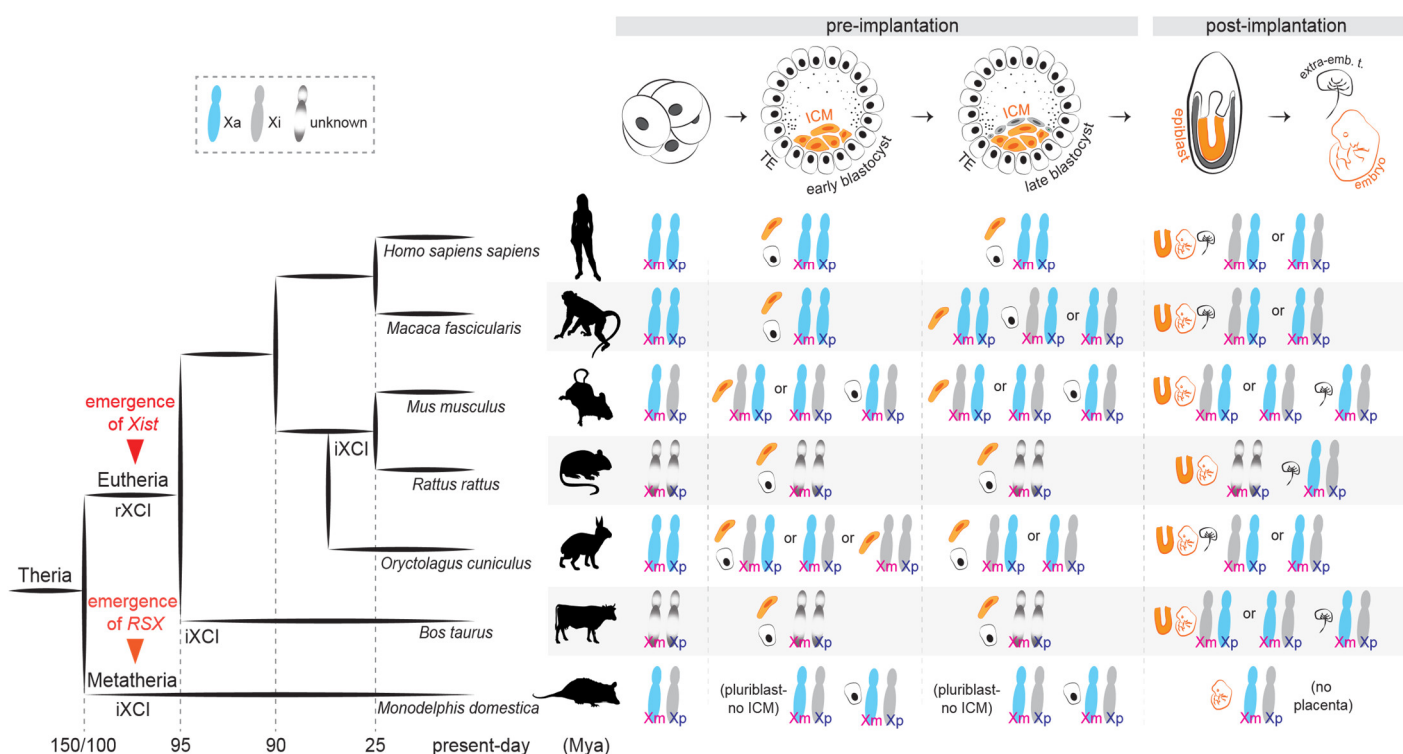 pre-implantation
post-implantation
Xa
Xi
unknown
ICM
TE
early blastocyst
ICM
TE
late blastocyst
epiblast
extra-emb. t.
embryo
Homo sapiens sapiens
Xm Xp
Xm Xp
Xm Xp
Xm Xp or Xm Xp
Macaca fascicularis
Xm Xp
Xm Xp
Xm Xp Xm Xp or Xm Xp
Xm Xp or Xm Xp
Mus musculus
Xm Xp
Xm Xp or Xm Xp Xm Xp
Xm Xp or Xm Xp Xm Xp
Xm Xp or Xm Xp Xm Xp
emergence
of Xist
Eutheria
rXCI
iXCI
Rattus rattus
Xm Xp
Xm Xp
Xm Xp
Xm Xp Xm Xp
Oryctolagus cuniculus
Xm Xp
Xm Xp or Xm Xp or Xm Xp
Xm Xp or Xm Xp
Xm Xp or Xm Xp
Theria
emergence
of RSX
iXCI
Bos taurus
Xm Xp
Xm Xp
Xm Xp
Xm Xp or Xm Xp Xm Xp
Metatheria
iXCI
Monodelphis domestica
Xm Xp
(pluriblast-
no ICM)
Xm Xp Xm Xp
(pluriblast-
no ICM)
Xm Xp Xm Xp
Xm Xp
(no
placenta)
150/100 95 90 25 present-day (Mya)